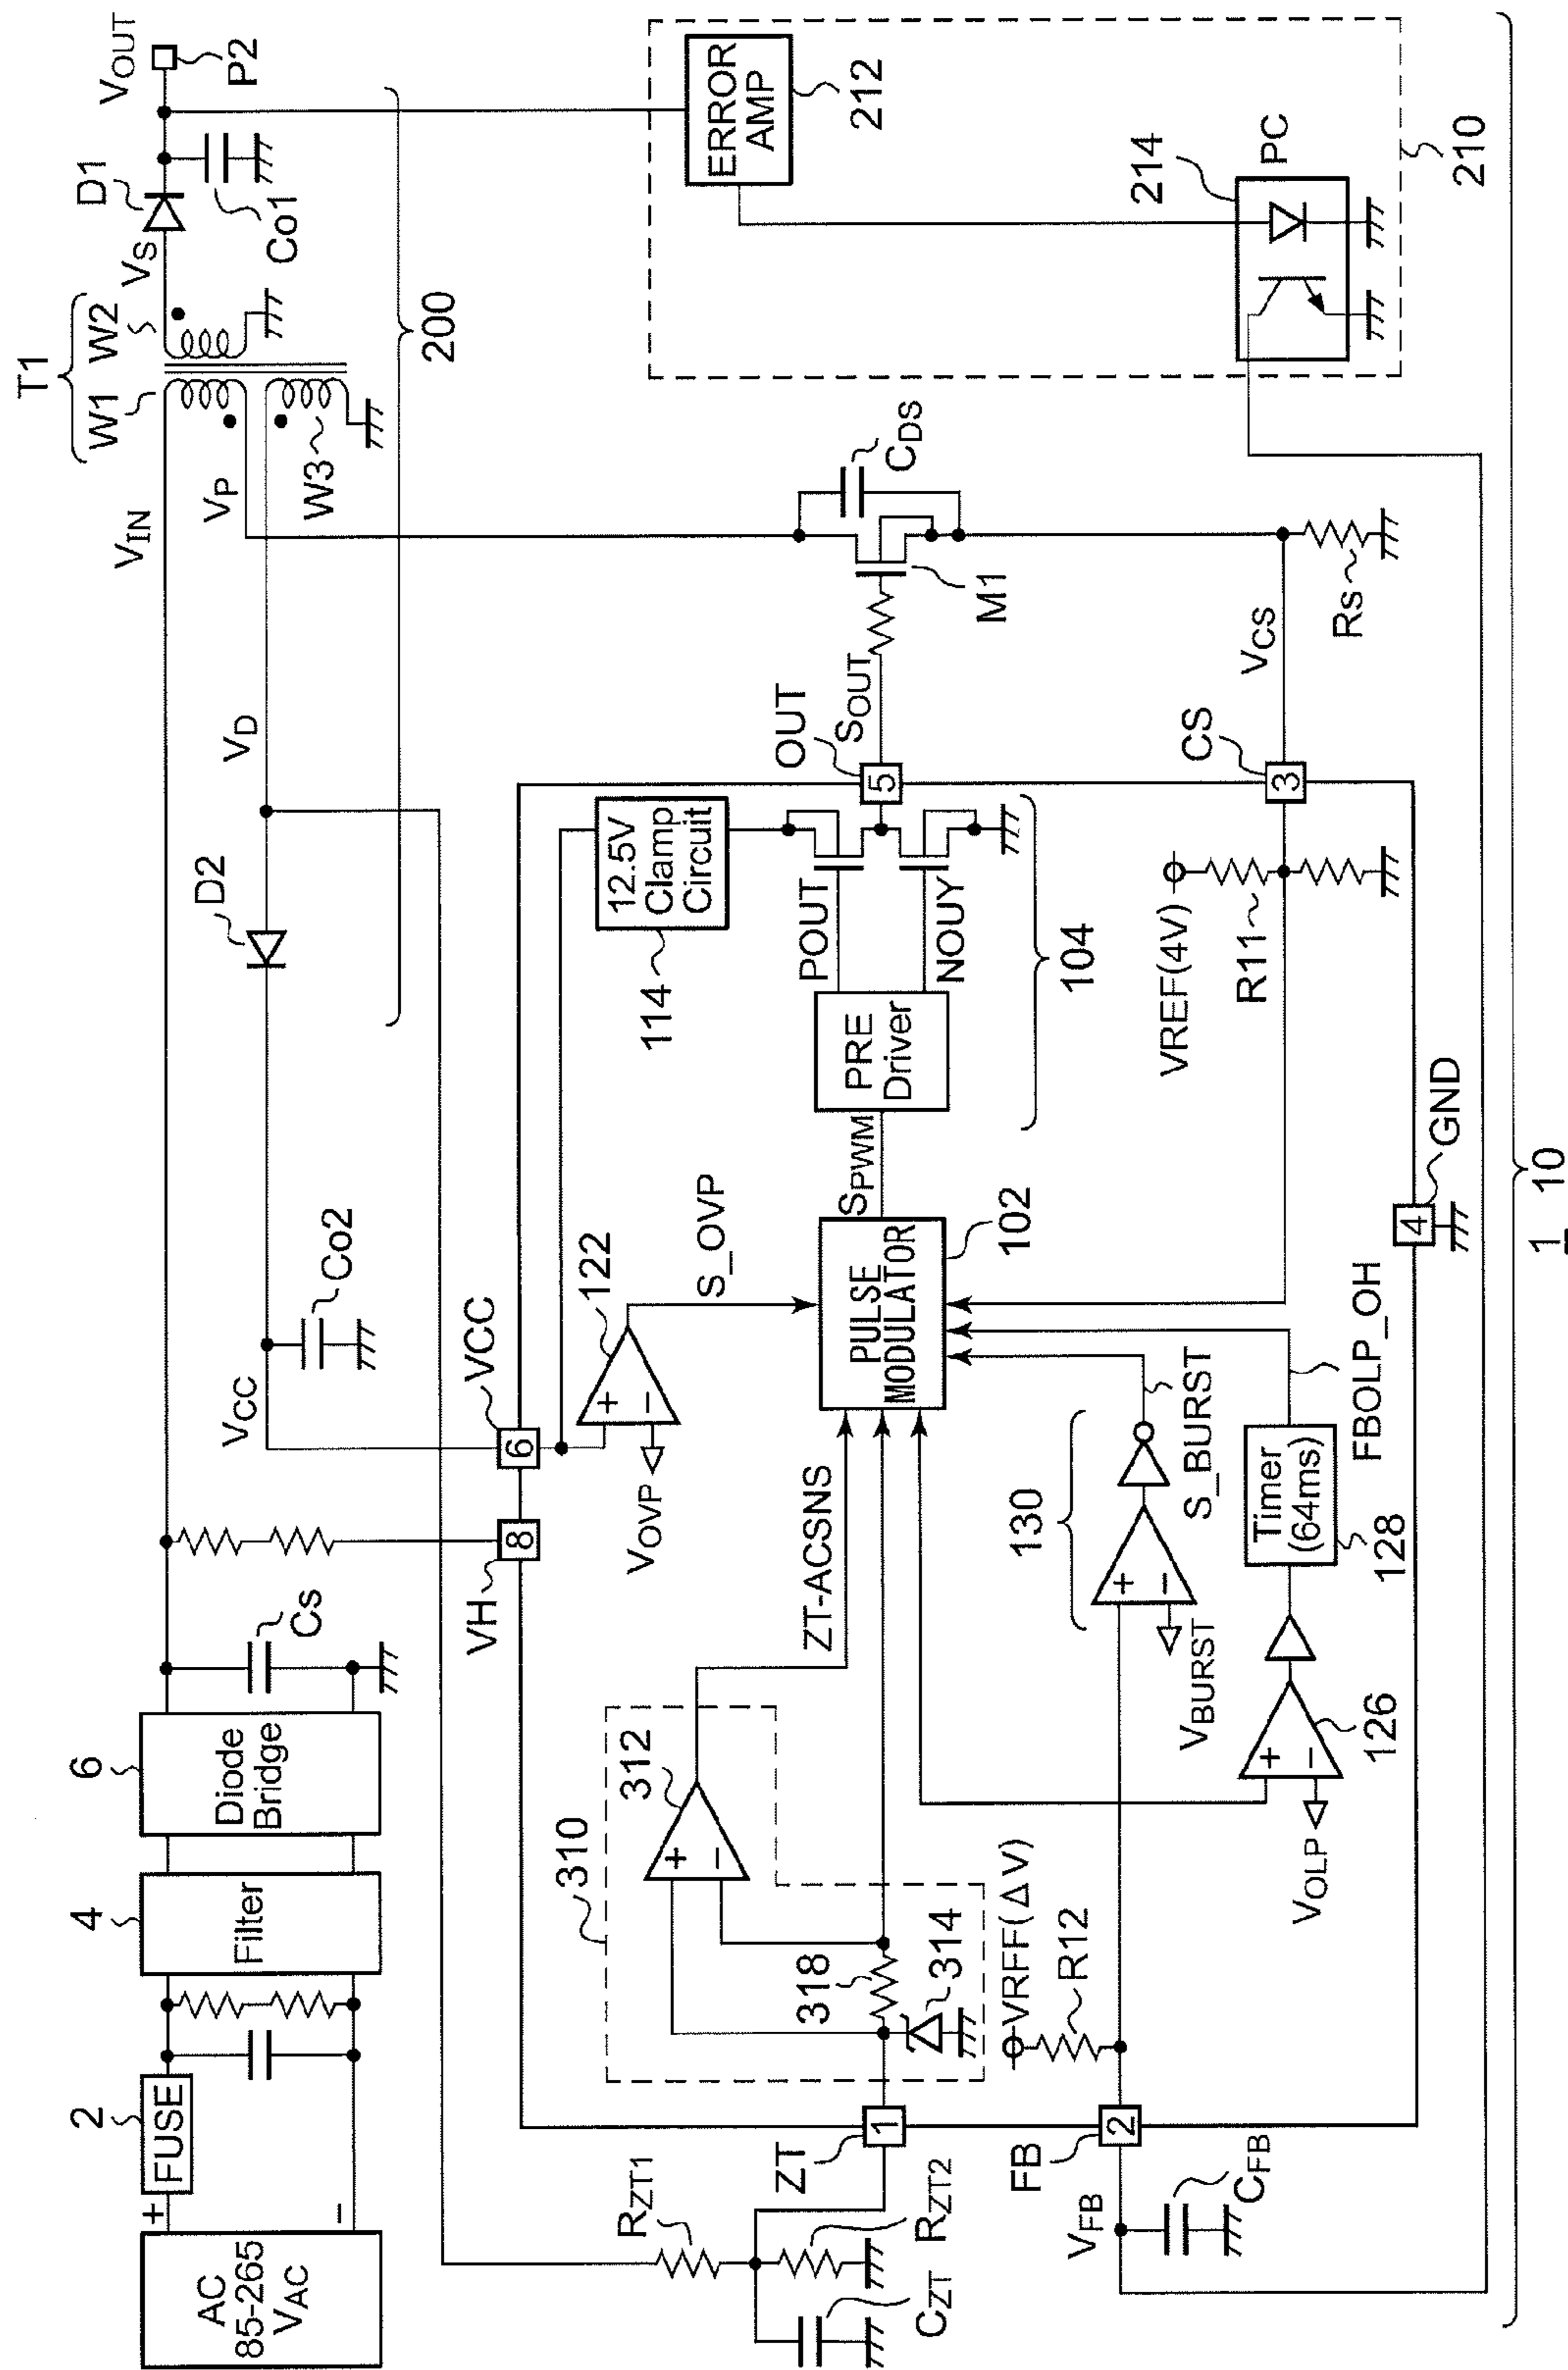 AC
85-265
VAC
+
−
2
FUSE
4
Filter
6
Diode
Bridge
Cs
VIN
T1
W1
W2
W3
VP
VS
D1
Co1
VOUT
P2
200
VD
D2
Co2
VCC
VH
8
6
VCC
RZT1
RZT2
CZT
ZT
1
310
312
+
−
318
314
ZT-ACSNS
VOVP
+
−
122
S_OVP
PULSE
MODULATOR
102
SPWM
PRE
Driver
POUT
NOUY
104
114
12.5V
Clamp
Circuit
OUT
5
SOUT
M1
CDS
ERROR
AMP
212
214
PC
210
VRFF(ΔV)
R12
FB
2
VFB
CFB
VBURST
+
−
130
S_BURST
VOLP
+
−
126
Timer
(64ms)
128
FBOLP_OH
VREF(4V)
R11
CS
3
VCS
Rs
4
GND
10
1